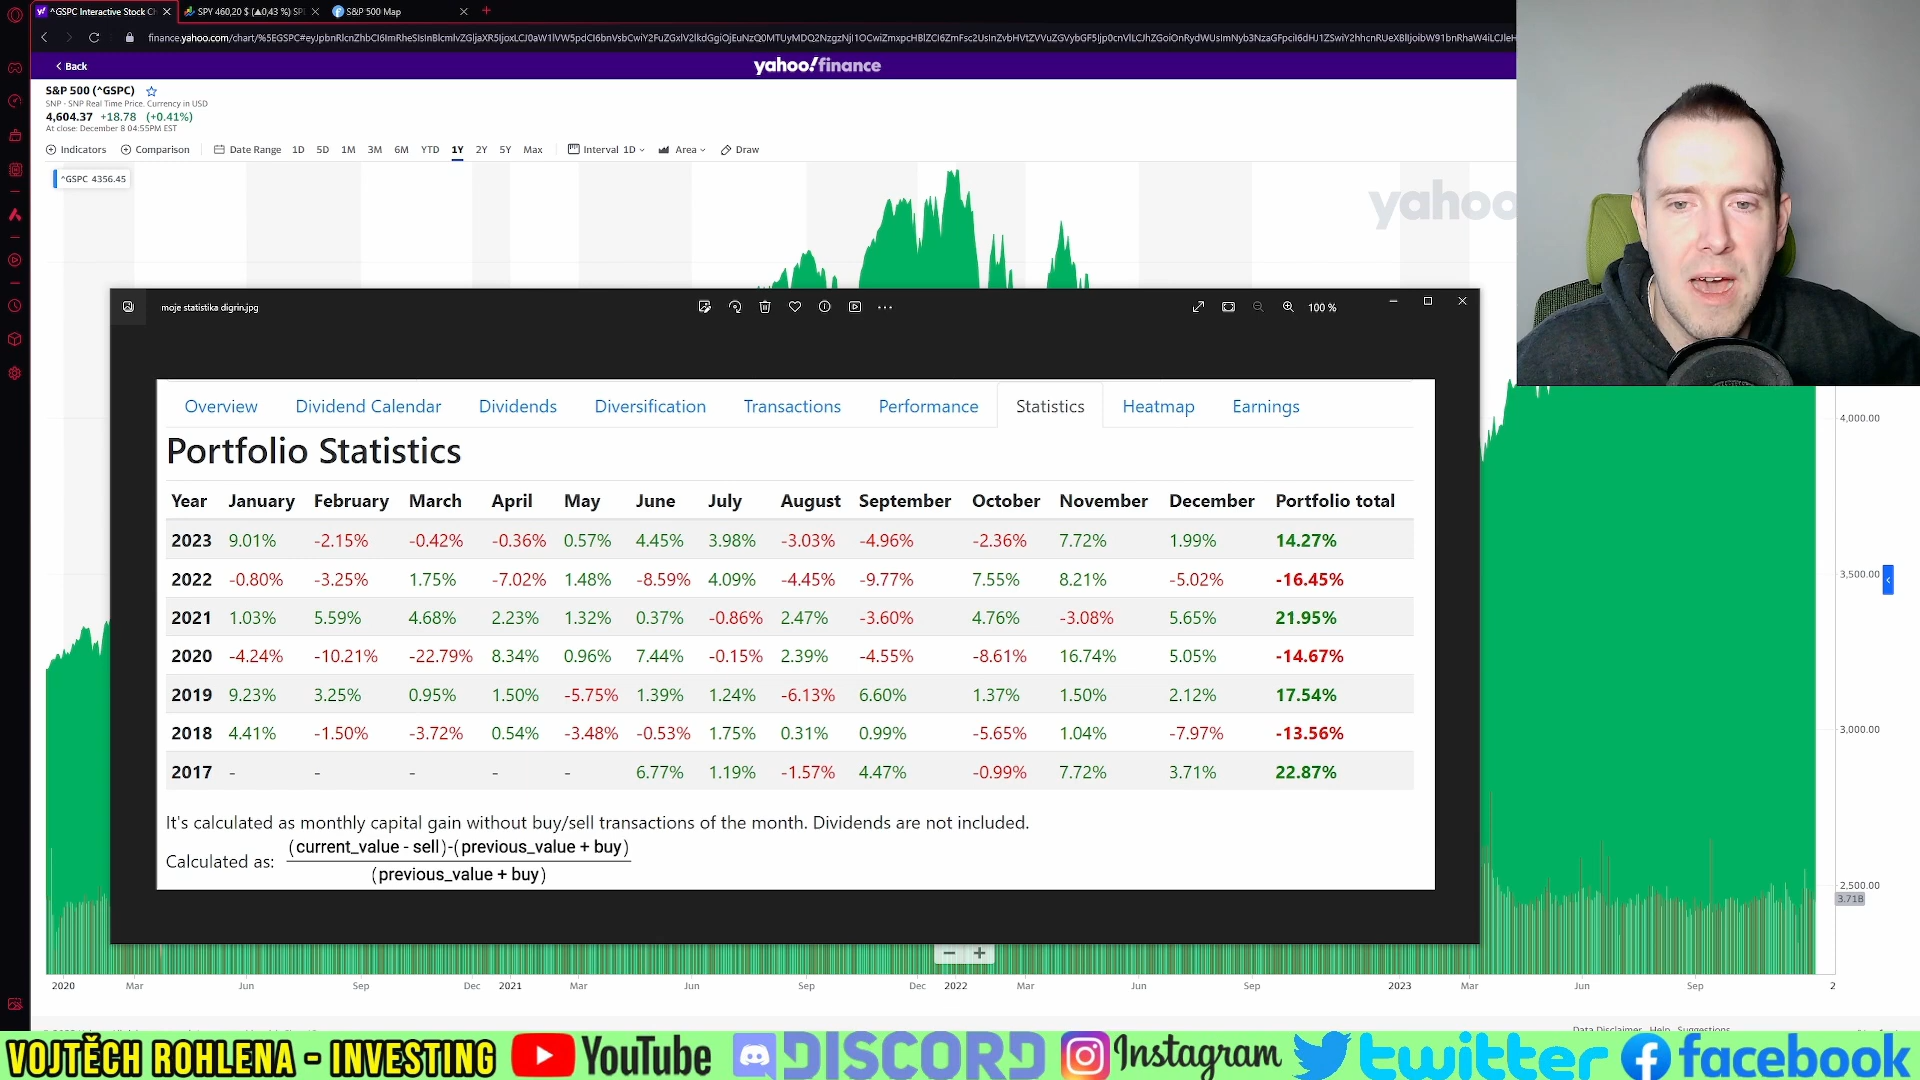 ^GSPC Interactive Stock Ch
SPY 460,20 $ (▲0,43 %) SPI
S&P 500 Map
Back
yahoo!finance
S&P 500 (^GSPC)
SNP - SNP Real Time Price. Currency in USD
4,604.37 +18.78 (+0.41%)
At close: December 8 04:55PM EST
Indicators Comparison Date Range 1D 5D 1M 3M 6M YTD 1Y 2Y 5Y Max Interval 1D Area Draw
^GSPC 4356.45
yahoo
moje statistika digrin.jpg
100 %
Overview Dividend Calendar Dividends Diversification Transactions Performance Statistics Heatmap Earnings
Portfolio Statistics
Year January February March April May June July August September October November December Portfolio total
2023 9.01% -2.15% -0.42% -0.36% 0.57% 4.45% 3.98% -3.03% -4.96% -2.36% 7.72% 1.99% 14.27%
2022 -0.80% -3.25% 1.75% -7.02% 1.48% -8.59% 4.09% -4.45% -9.77% 7.55% 8.21% -5.02% -16.45%
2021 1.03% 5.59% 4.68% 2.23% 1.32% 0.37% -0.86% 2.47% -3.60% 4.76% -3.08% 5.65% 21.95%
2020 -4.24% -10.21% -22.79% 8.34% 0.96% 7.44% -0.15% 2.39% -4.55% -8.61% 16.74% 5.05% -14.67%
2019 9.23% 3.25% 0.95% 1.50% -5.75% 1.39% 1.24% -6.13% 6.60% 1.37% 1.50% 2.12% 17.54%
2018 4.41% -1.50% -3.72% 0.54% -3.48% -0.53% 1.75% 0.31% 0.99% -5.65% 1.04% -7.97% -13.56%
2017 - - - - - 6.77% 1.19% -1.57% 4.47% -0.99% 7.72% 3.71% 22.87%
It's calculated as monthly capital gain without buy/sell transactions of the month. Dividends are not included.
Calculated as: (current_value - sell)-(previous_value + buy)
(previous_value + buy)
4,000.00
3,500.00
3,000.00
2,500.00
3.71B
2020 Mar Jun Sep Dec 2021 Mar Jun Sep Dec 2022 Mar Jun Sep 2023 Mar Jun Sep 2
Data Disclaimer Help Suggestions
VOJTĚCH ROHLENA - INVESTING YouTube DISCORD Instagram twitter facebook